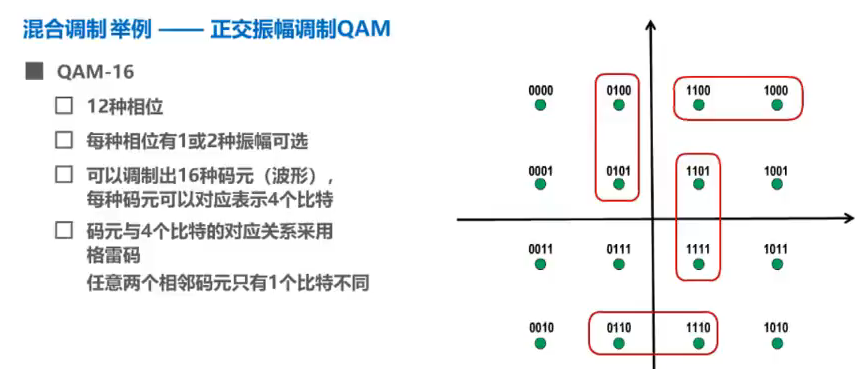 混合调制 举例 —— 正交振幅调制QAM
QAM-16
12种相位
每种相位有1或2种振幅可选
可以调制出16种码元（波形），
每种码元可以对应表示4个比特
码元与4个比特的对应关系采用
格雷码
任意两个相邻码元只有1个比特不同
0000 0100 1100 1000
0001 0101 1101 1001
0011 0111 1111 1011
0010 0110 1110 1010